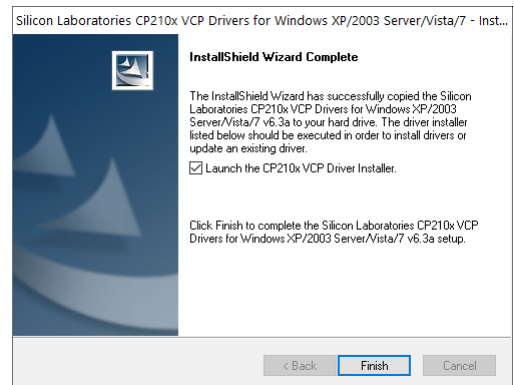 Silicon Laboratories CP210x VCP Drivers for Windows XP/2003 Server/Vista/7 - Inst...
InstallShield Wizard Complete
The InstallShield Wizard has successfully copied the Silicon
Laboratories CP210x VCP Drivers for Windows XP/2003
Server/Vista/7 v6.3a to your hard drive. The driver installer
listed below should be executed in order to install drivers or
update an existing driver.
Launch the CP210x VCP Driver Installer.
Click Finish to complete the Silicon Laboratories CP210x VCP
Drivers for Windows XP/2003 Server/Vista/7 v6.3a setup.
< Back Finish Cancel